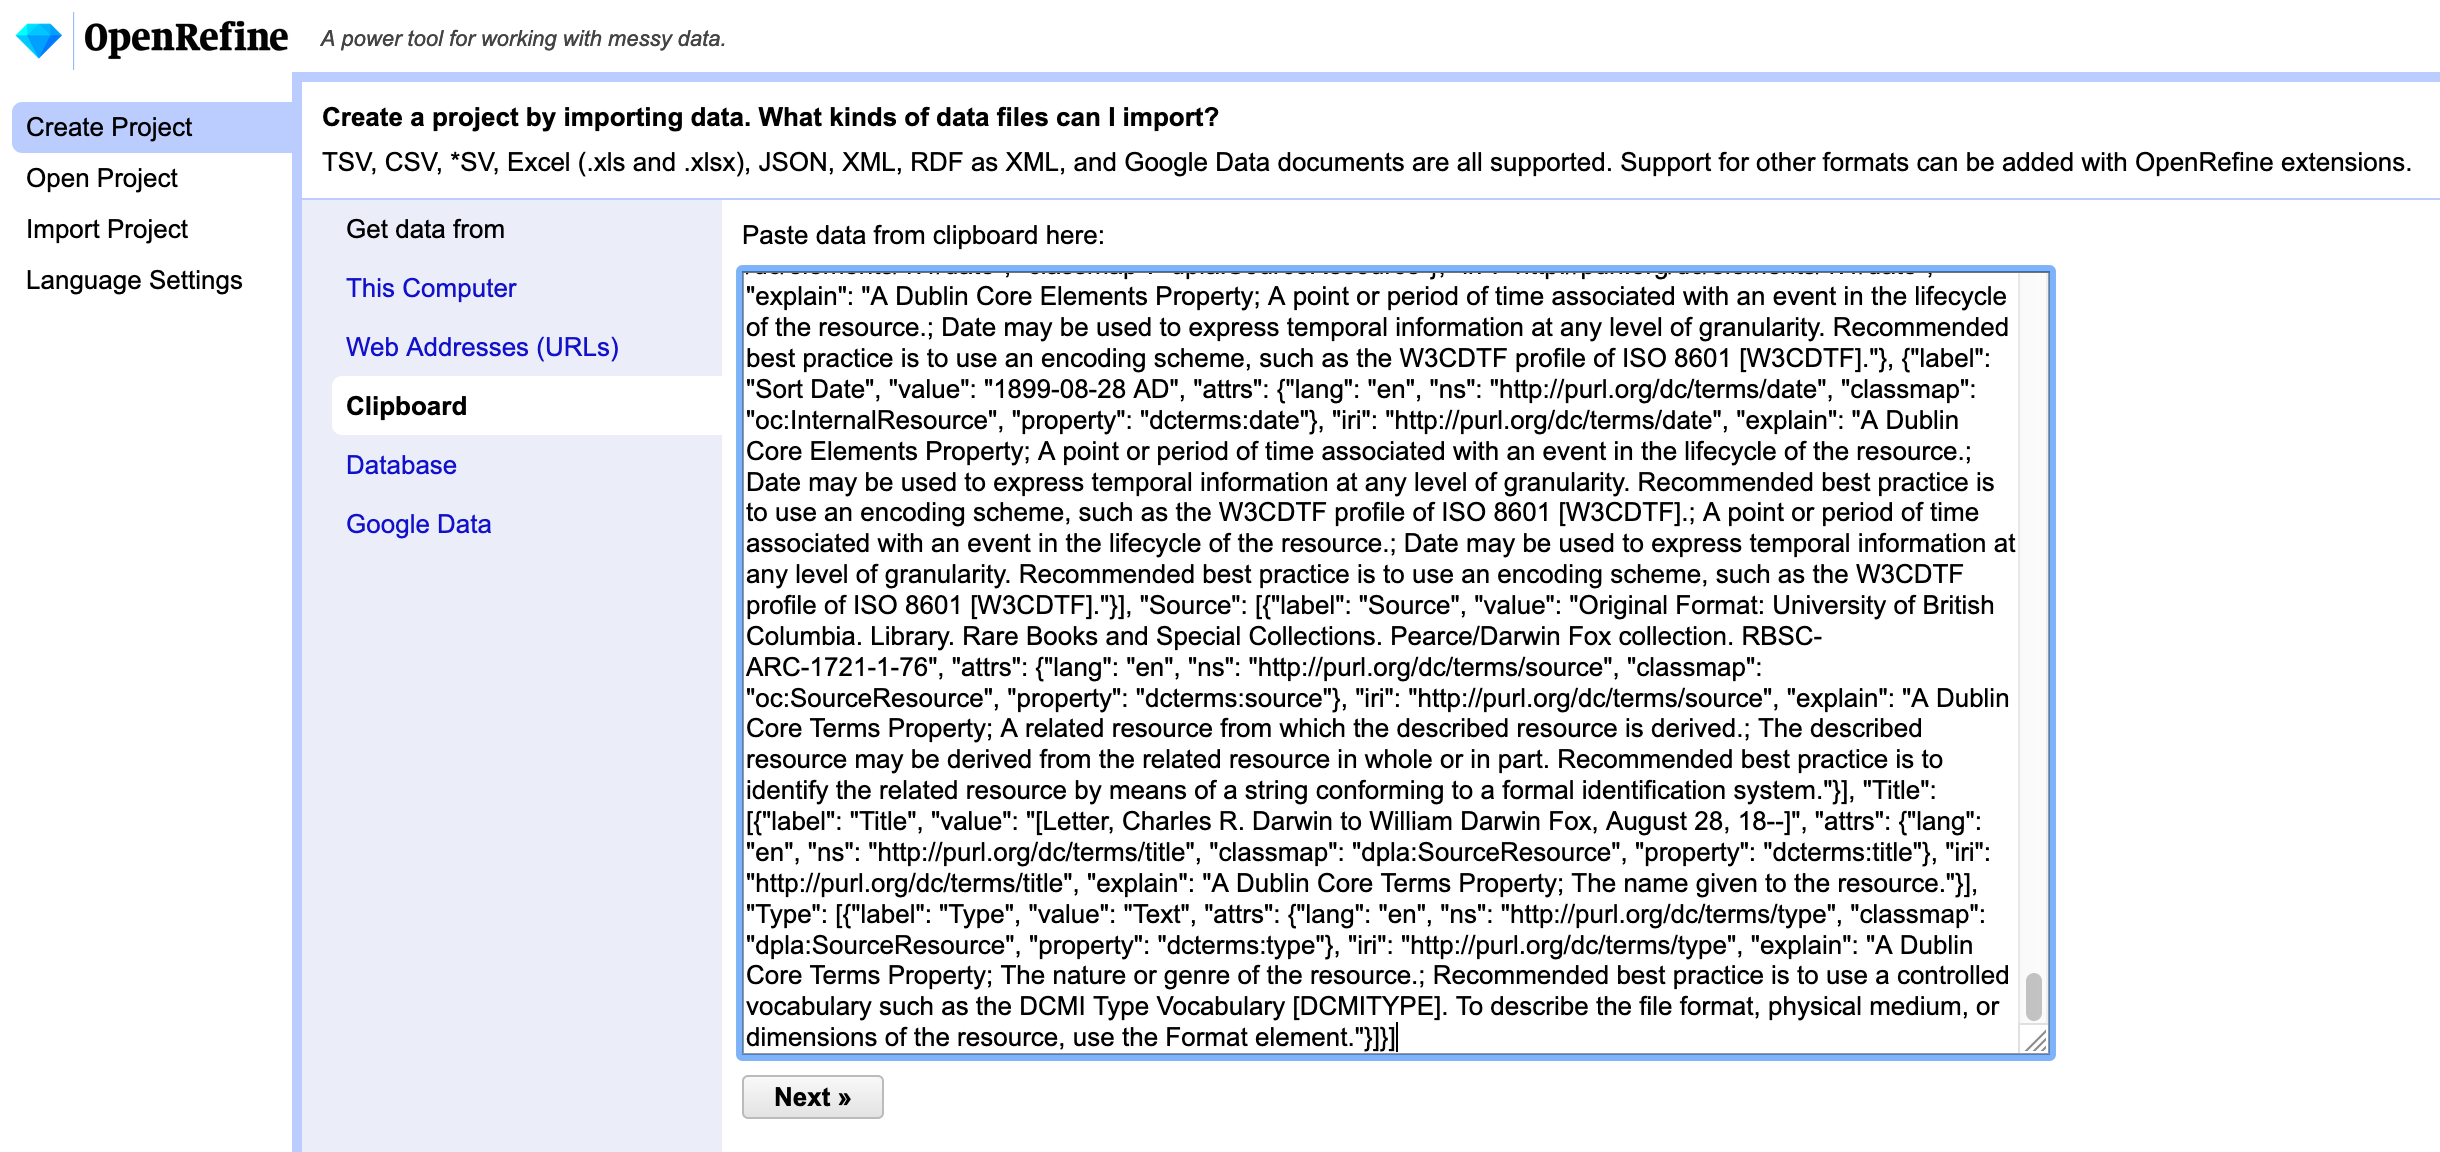 OpenRefine
A power tool for working with messy data.
Create Project
Open Project
Import Project
Language Settings
Create a project by importing data. What kinds of data files can I import?
TSV, CSV, *SV, Excel (.xls and .xlsx), JSON, XML, RDF as XML, and Google Data documents are all supported. Support for other formats can be added with OpenRefine extensions.
Get data from
This Computer
Web Addresses (URLs)
Clipboard
Database
Google Data
Paste data from clipboard here:
"explain": "A Dublin Core Elements Property; A point or period of time associated with an event in the lifecycle
of the resource.; Date may be used to express temporal information at any level of granularity. Recommended
best practice is to use an encoding scheme, such as the W3CDTF profile of ISO 8601 [W3CDTF]."}, {"label":
"Sort Date", "value": "1899-08-28 AD", "attrs": {"lang": "en", "ns": "http://purl.org/dc/terms/date", "classmap":
"oc:InternalResource", "property": "dcterms:date"}, "iri": "http://purl.org/dc/terms/date", "explain": "A Dublin
Core Elements Property; A point or period of time associated with an event in the lifecycle of the resource.;
Date may be used to express temporal information at any level of granularity. Recommended best practice is
to use an encoding scheme, such as the W3CDTF profile of ISO 8601 [W3CDTF].; A point or period of time
associated with an event in the lifecycle of the resource.; Date may be used to express temporal information at
any level of granularity. Recommended best practice is to use an encoding scheme, such as the W3CDTF
profile of ISO 8601 [W3CDTF]."}], "Source": [{"label": "Source", "value": "Original Format: University of British
Columbia. Library. Rare Books and Special Collections. Pearce/Darwin Fox collection. RBSC-
ARC-1721-1-76", "attrs": {"lang": "en", "ns": "http://purl.org/dc/terms/source", "classmap":
"oc:SourceResource", "property": "dcterms:source"}, "iri": "http://purl.org/dc/terms/source", "explain": "A Dublin
Core Terms Property; A related resource from which the described resource is derived.; The described
resource may be derived from the related resource in whole or in part. Recommended best practice is to
identify the related resource by means of a string conforming to a formal identification system."}], "Title":
[{"label": "Title", "value": "[Letter, Charles R. Darwin to William Darwin Fox, August 28, 18--]", "attrs": {"lang":
"en", "ns": "http://purl.org/dc/terms/title", "classmap": "dpla:SourceResource", "property": "dcterms:title"}, "iri":
"http://purl.org/dc/terms/title", "explain": "A Dublin Core Terms Property; The name given to the resource."}],
"Type": [{"label": "Type", "value": "Text", "attrs": {"lang": "en", "ns": "http://purl.org/dc/terms/type", "classmap":
"dpla:SourceResource", "property": "dcterms:type"}, "iri": "http://purl.org/dc/terms/type", "explain": "A Dublin
Core Terms Property; The nature or genre of the resource.; Recommended best practice is to use a controlled
vocabulary such as the DCMI Type Vocabulary [DCMITYPE]. To describe the file format, physical medium, or
dimensions of the resource, use the Format element."}]}]
Next »